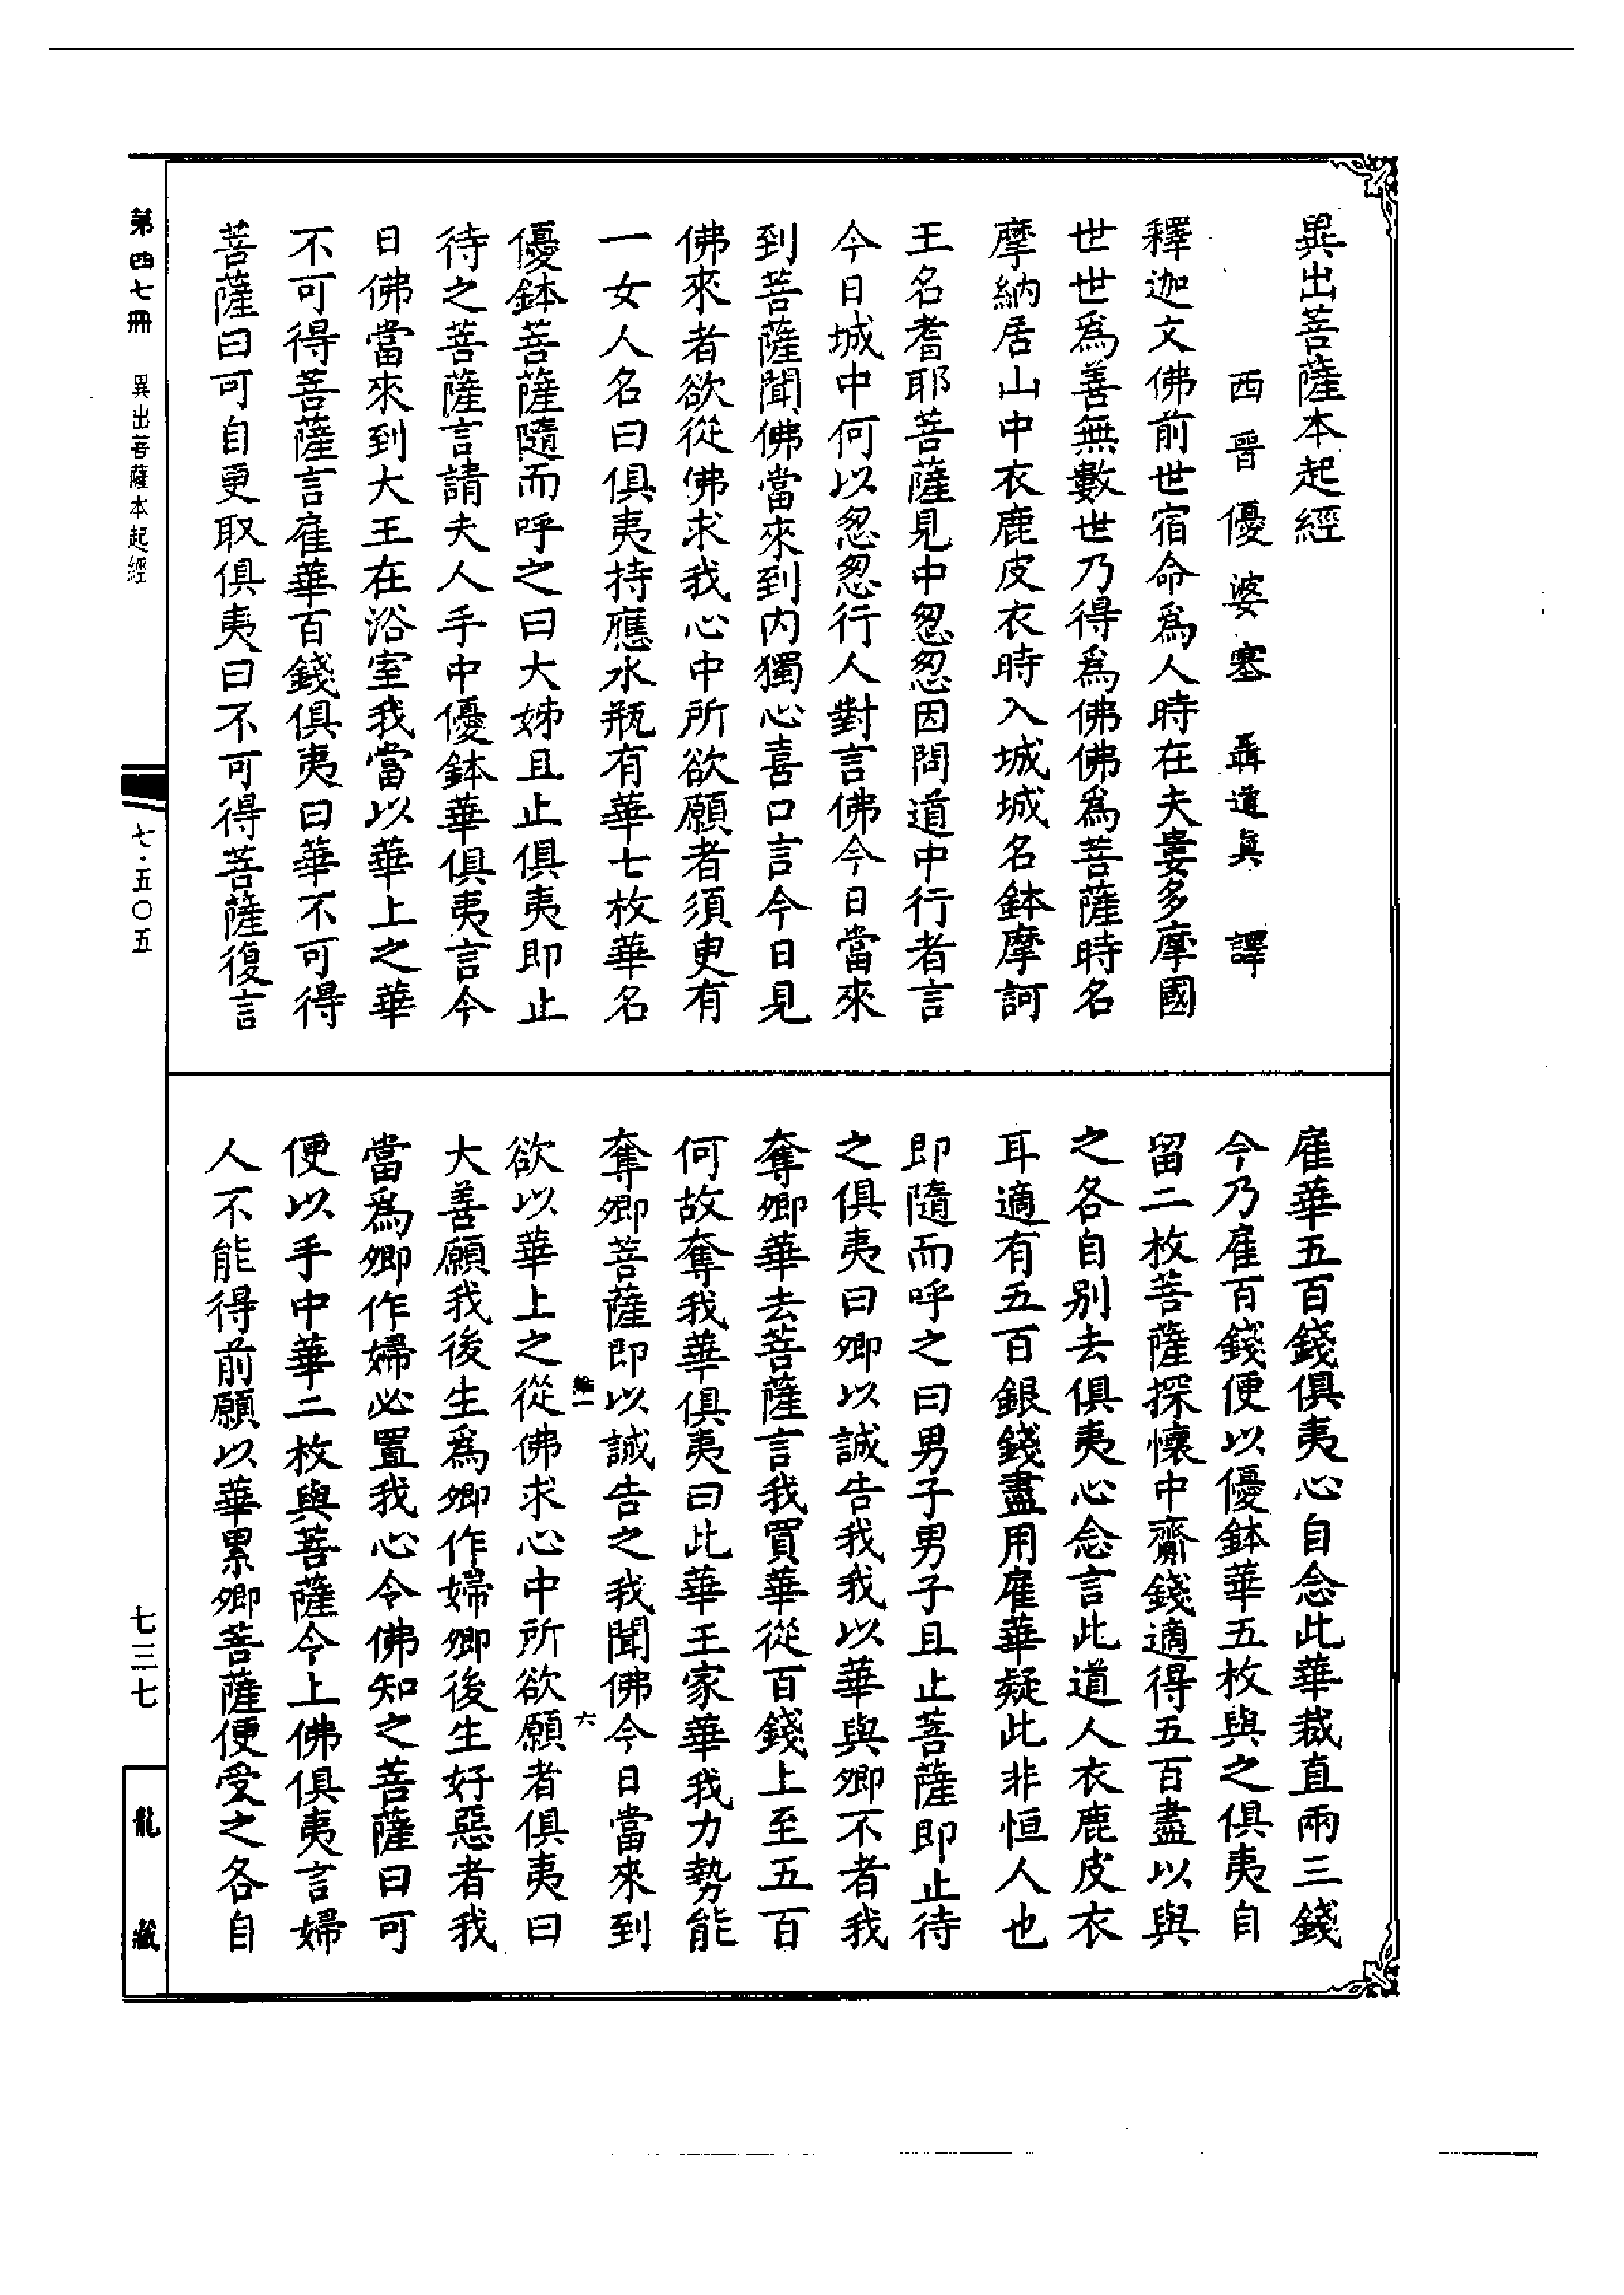 異出菩薩本起經
西晉優婆塞聶道真譯
釋迦文佛前世宿命爲人時在夫婁多摩國
世世爲善無數世乃得爲佛佛爲菩薩時名
摩納居山中衣鹿皮衣時入城城名鉢摩訶
王名耆耶菩薩見中怱怱因問道中行者言
今日城中何以怱怱行人對言佛今日當來
到菩薩聞佛當來到内獨心喜口言今日見
佛來者欲從佛求我心中所欲願者須臾有
一女人名曰俱夷持應水瓶有華七枚華名
優鉢菩薩隨而呼之曰大姊且止俱夷即止
待之菩薩言請夫人手中優鉢華俱夷言今
日佛當來到大王在浴室我當以華上之華
不可得菩薩言雇華百錢俱夷曰華不可得
菩薩曰可自更取俱夷曰不可得菩薩復言
雇華五百錢俱夷心自念此華裁直兩三錢
今乃雇百錢便以優鉢華五枚與之俱夷自
留二枚菩薩探懷中齎錢適得五百盡以與
之各自別去俱夷心念言此道人衣鹿皮衣
耳適有五百銀錢盡用雇華疑此非恒人也
即隨而呼之曰男子男子且止菩薩即止待
之俱夷曰卿以誠告我我以華與卿不者我
奪卿華去菩薩言我買華從百錢上至五百
何故奪我華俱夷曰此華王家華我力勢能
奪卿菩薩即以誠告之我聞佛今日當來到
欲以華上之從佛求心中所欲願者俱夷曰
大善願我後生爲卿作婦卿後生好惡者我
當爲卿作婦必置我心令佛知之菩薩曰可
便以手中華二枚與菩薩令上佛俱夷言婦
人不能得前願以華累卿菩薩便受之各自
六
第四七冊　異出菩薩本起經
七·五〇五
七三七
龍藏